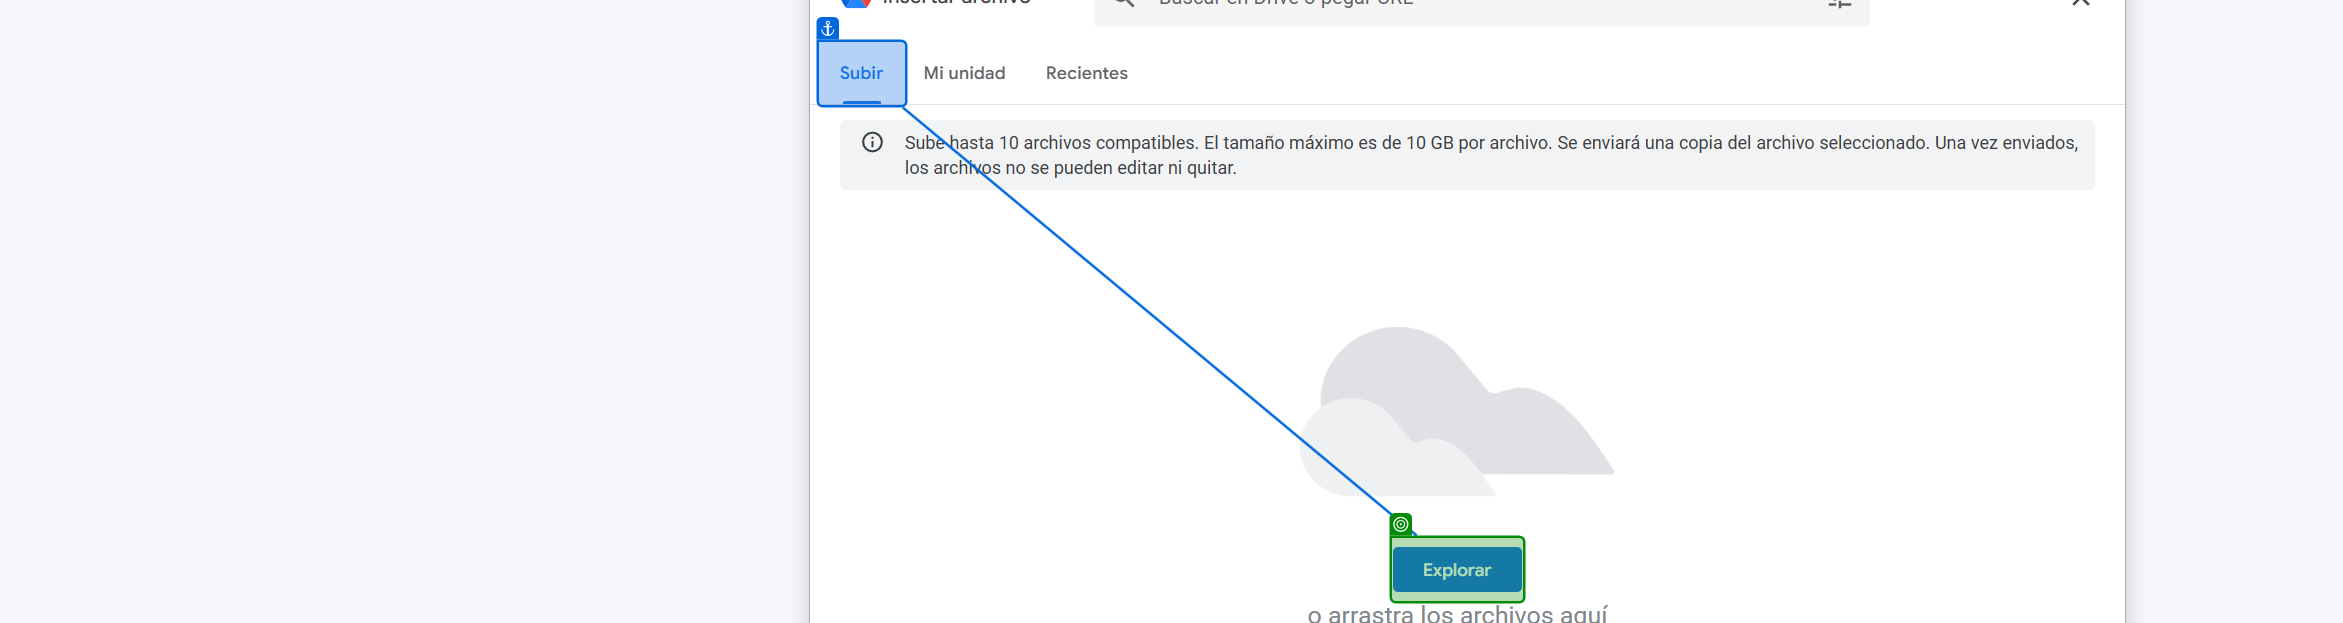 Insertar archivo
Buscar en Drive o pegar URL
Subir
Mi unidad
Recientes
Sube hasta 10 archivos compatibles. El tamaño máximo es de 10 GB por archivo. Se enviará una copia del archivo seleccionado. Una vez enviados,
los archivos no se pueden editar ni quitar.
Explorar
o arrastra los archivos aquí